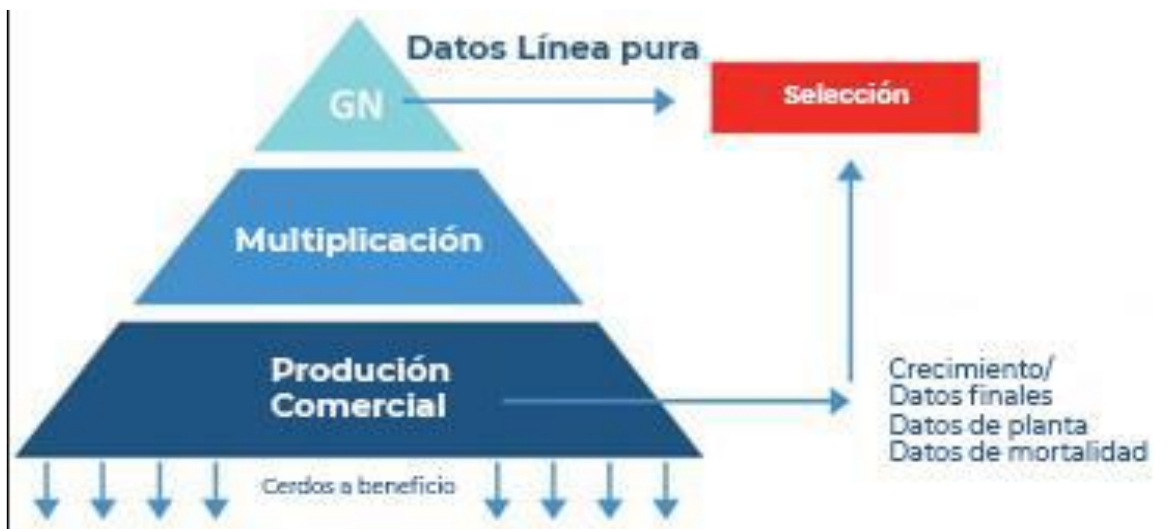 Datos Línea pura
GN
Selección
Multiplicación
Produción
Comercial
Crecimiento/
Datos finales
Datos de planta
Datos de mortalidad
Cerdos a beneficio